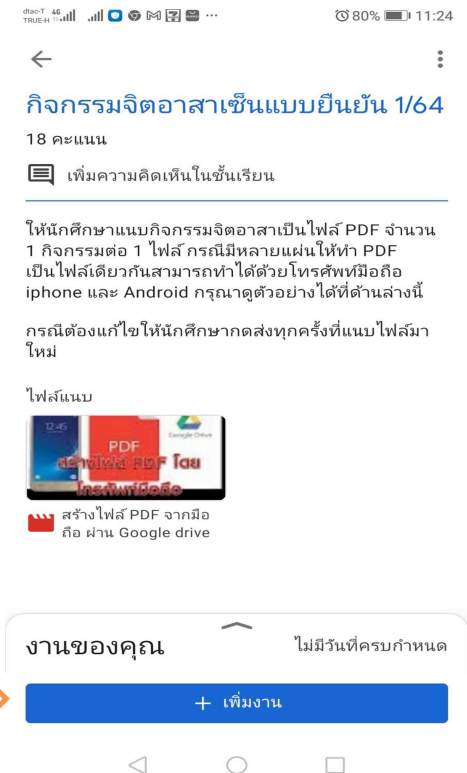 dtac-T 4G
TRUE-H
80% 11:24
กิจกรรมจิตอาสาเซ็นแบบยืนยัน 1/64
18 คะแนน
เพิ่มความคิดเห็นในชั้นเรียน
ให้นักศึกษาแนบกิจกรรมจิตอาสาเป็นไฟล์ PDF จำนวน
1 กิจกรรมต่อ 1 ไฟล์ กรณีมีหลายแผ่นให้ทำ PDF
เป็นไฟล์เดียวกันสามารถทำได้ด้วยโทรศัพท์มือถือ
iphone และ Android กรุณาดูตัวอย่างได้ที่ด้านล่างนี้
กรณีต้องแก้ไขให้นักศึกษากดส่งทุกครั้งที่แนบไฟล์มา
ใหม่
ไฟล์แนบ
12:45
Google Drive
PDF
สร้างไฟล์ PDF โดย
โทรศัพท์มือถือ
สร้างไฟล์ PDF จากมือ
ถือ ผ่าน Google drive
งานของคุณ
ไม่มีวันที่ครบกำหนด
+ เพิ่มงาน